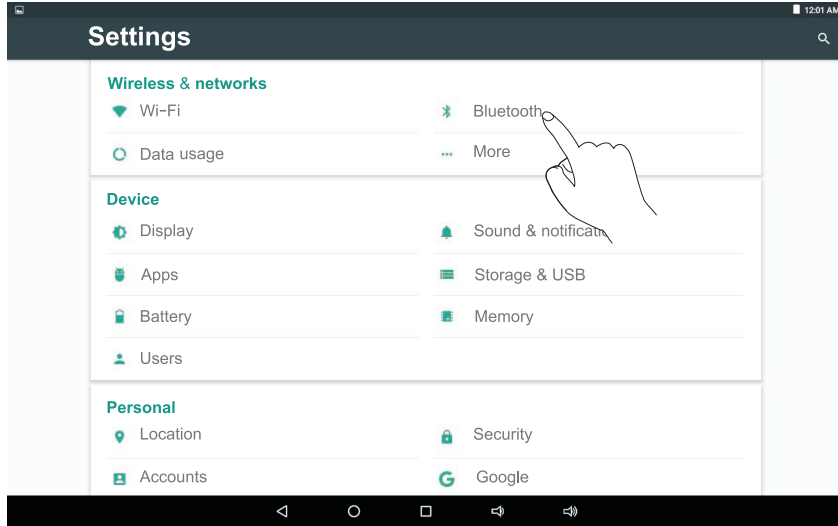 12:01 AM
Settings
Wireless & networks
Wi-Fi
Bluetooth
Data usage
More
Device
Display
Sound &
Apps
Storage & USB
Battery
Memory
Users
Personal
Location
Security
Accounts
Google